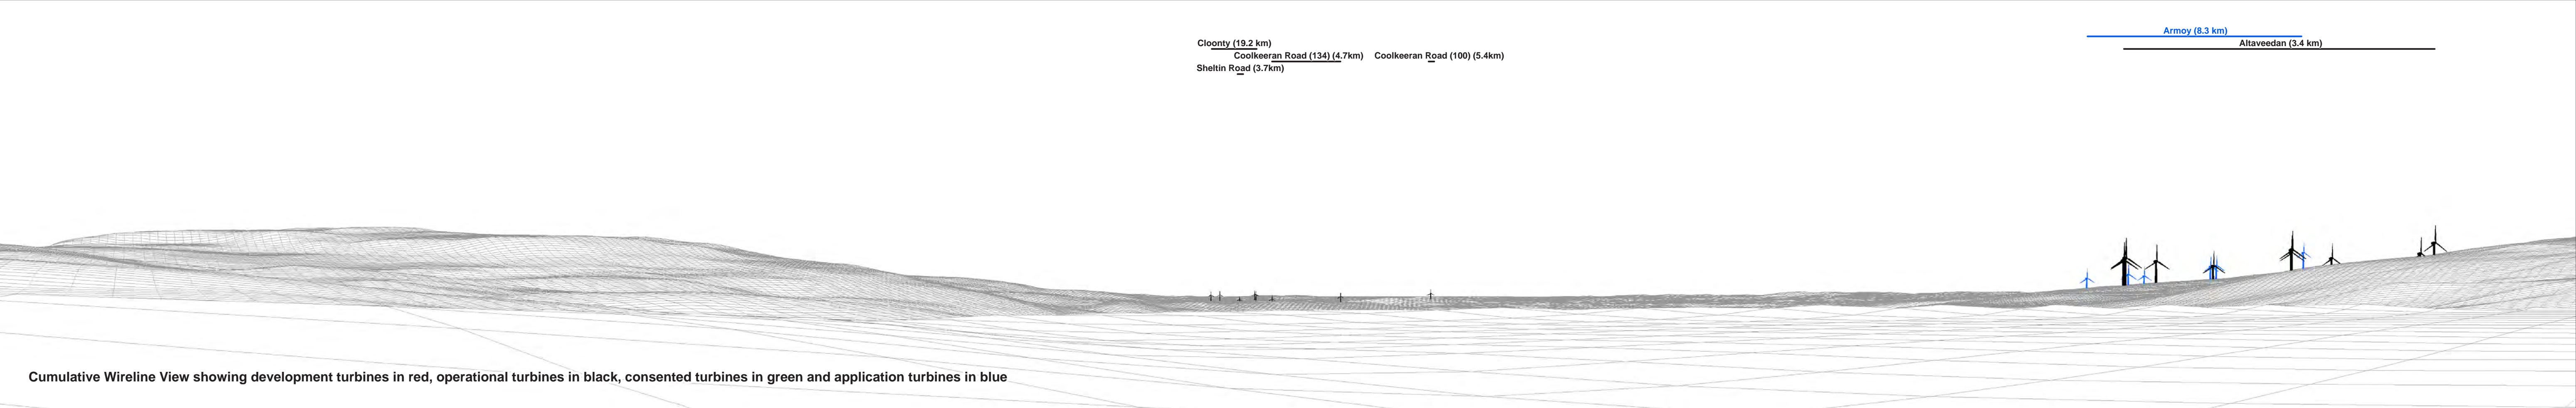 Armoy (8.3 km)
Cloonty (19.2 km)
Altaveedan (3.4 km)
Coolkeeran Road (134) (4.7km)
Coolkeeran Road (100) (5.4km)
Sheltin Road (3.7km)
Cumulative Wireline View showing development turbines in red, operational turbines in black, consented turbines in green and application turbines in blue